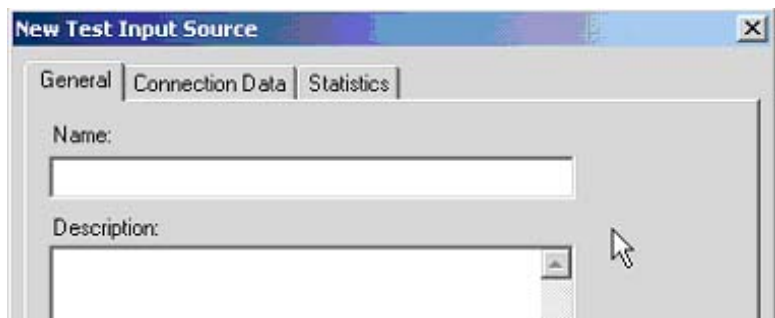 New Test Input Source
General Connection Data Statistics
Name:
Description: